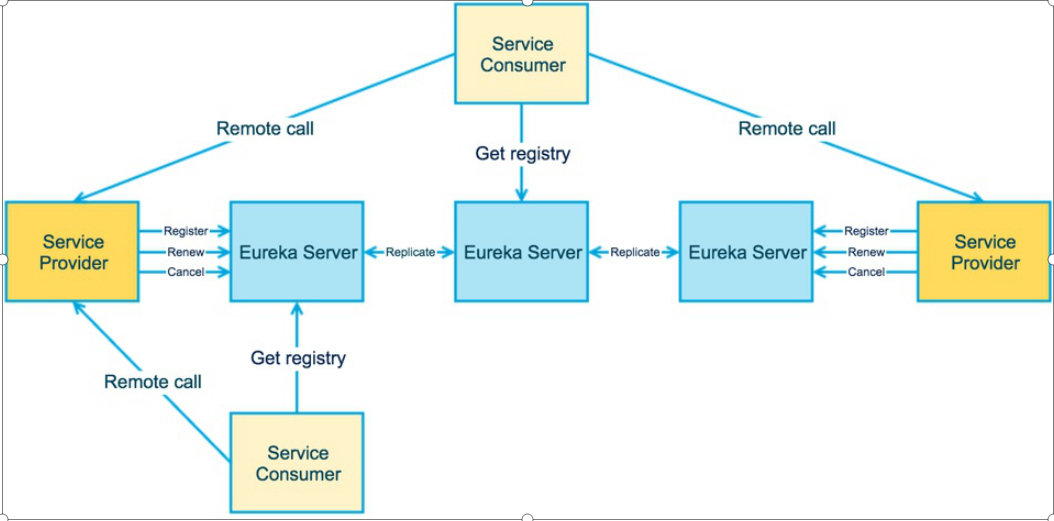 Service
Consumer
Remote call
Remote call
Get registry
Service
Provider
Register
Renew
Cancel
Eureka Server
Replicate
Eureka Server
Replicate
Eureka Server
Register
Renew
Cancel
Service
Provider
Get registry
Remote call
Service
Consumer